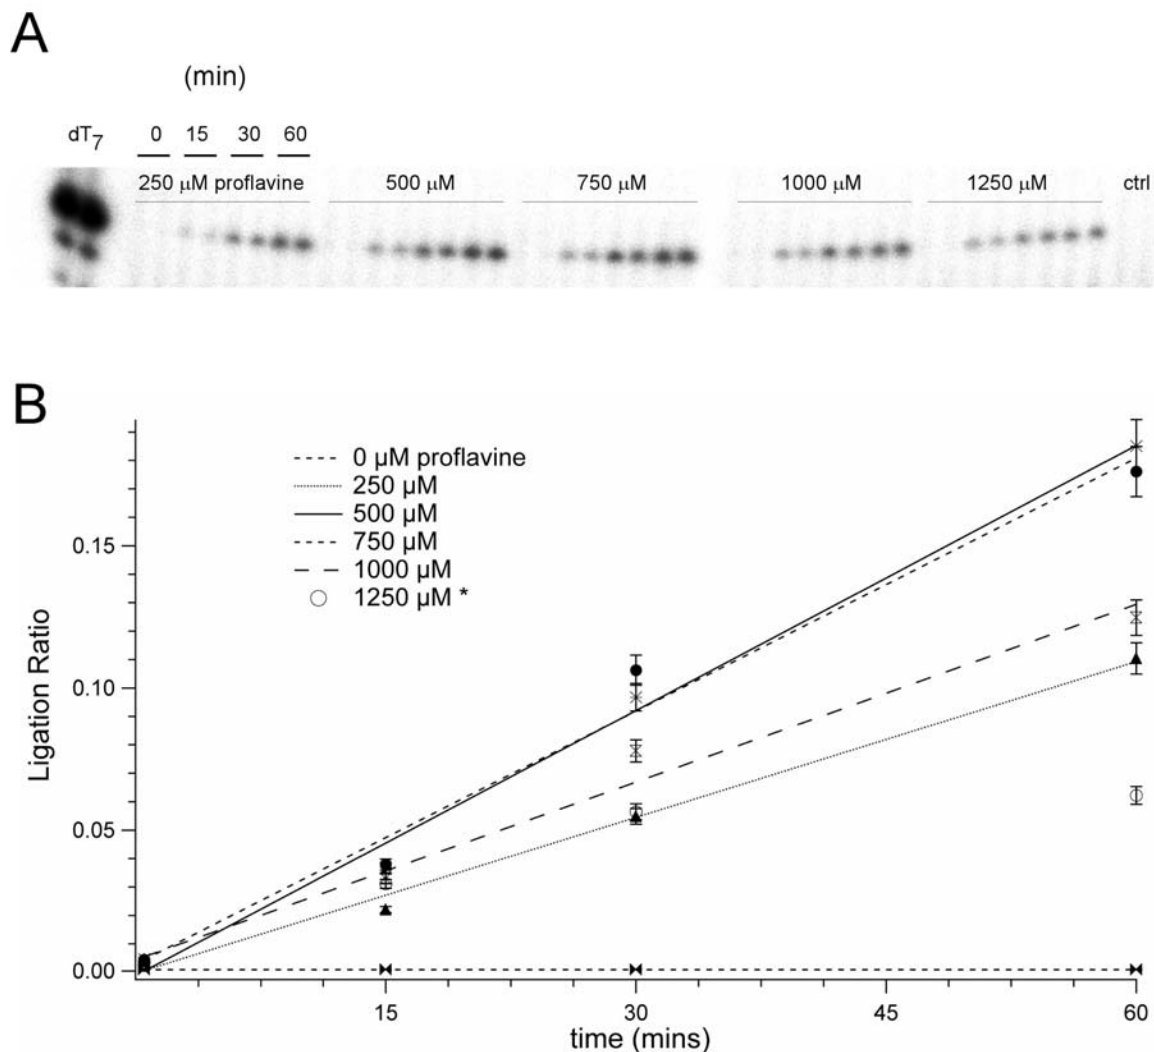 A
(min)
dT7 0 15 30 60
250 μM proflavine 500 μM 750 μM 1000 μM 1250 μM ctrl
B
0 μM proflavine
250 μM
500 μM
750 μM
1000 μM
1250 μM *
0.15
0.10
0.05
0.00
Ligation Ratio
15 30 45 60
time (mins)